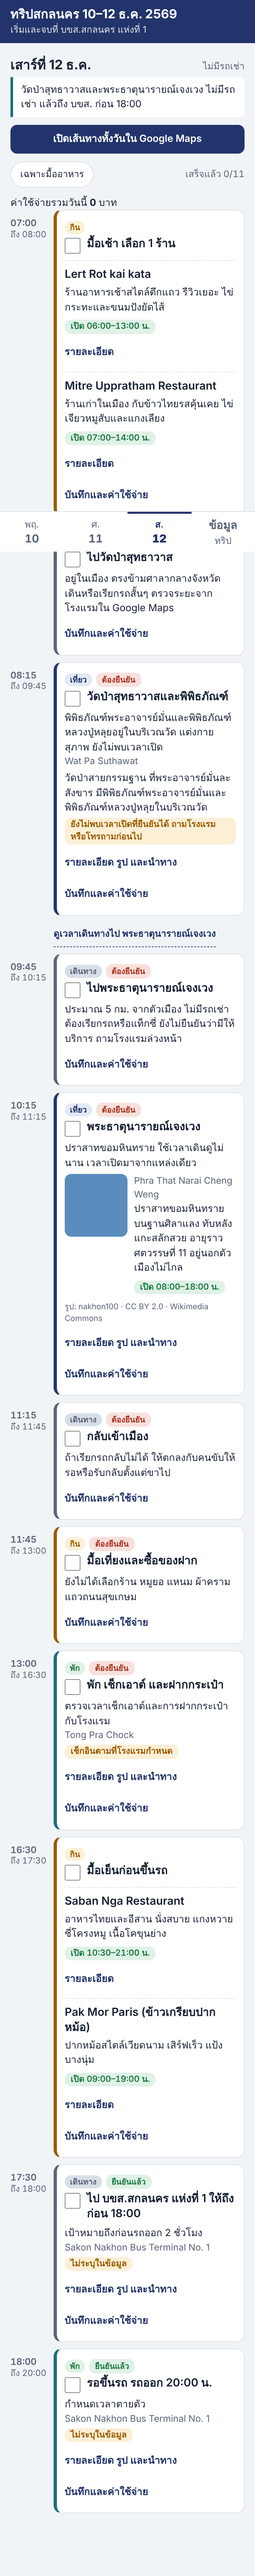 ทริปสกลนคร 10–12 ธ.ค. 2569
เริ่มและจบที่ บขส.สกลนคร แห่งที่ 1
เสาร์ที่ 12 ธ.ค.
ไม่มีรถเช่า
วัดป่าสุทธาวาสและพระธาตุนารายณ์เจงเวง ไม่มีรถ
เช่า แล้วถึง บขส. ก่อน 18:00
เปิดเส้นทางทั้งวันใน Google Maps
เฉพาะมื้ออาหาร
เสร็จแล้ว 0/11
ค่าใช้จ่ายรวมวันนี้ 0 บาท
07:00
ถึง 08:00
กิน
มื้อเช้า เลือก 1 ร้าน
Lert Rot kai kata
ร้านอาหารเช้าสไตล์ตึกแถว รีวิวเยอะ ไข่
กระทะและขนมปังยัดไส้
เปิด 06:00–13:00 น.
รายละเอียด
Mitre Uppratham Restaurant
ร้านเก่าในเมือง กับข้าวไทยรสคุ้นเคย ไข่
เจียวหมูสับและแกงเลียง
เปิด 07:00–14:00 น.
รายละเอียด
บันทึกและค่าใช้จ่าย
พฤ.
10
ศ.
11
ส.
12
ข้อมูล
ทริป
ไปวัดป่าสุทธาวาส
อยู่ในเมือง ตรงข้ามศาลากลางจังหวัด
เดินหรือเรียกรถสั้นๆ ตรวจระยะจาก
โรงแรมใน Google Maps
บันทึกและค่าใช้จ่าย
08:15
ถึง 09:45
เที่ยว
ต้องยืนยัน
วัดป่าสุทธาวาสและพิพิธภัณฑ์
พิพิธภัณฑ์พระอาจารย์มั่นและพิพิธภัณฑ์
หลวงปู่หลุยอยู่ในบริเวณวัด แต่งกาย
สุภาพ ยังไม่พบเวลาเปิด
Wat Pa Suthawat
วัดป่าสายกรรมฐาน ที่พระอาจารย์มั่นละ
สังขาร มีพิพิธภัณฑ์พระอาจารย์มั่นและ
พิพิธภัณฑ์หลวงปู่หลุยในบริเวณวัด
ยังไม่พบเวลาเปิดที่ยืนยันได้ ถามโรงแรม
หรือโทรถามก่อนไป
รายละเอียด รูป และนำทาง
บันทึกและค่าใช้จ่าย
ดูเวลาเดินทางไป พระธาตุนารายณ์เจงเวง
09:45
ถึง 10:15
เดินทาง
ต้องยืนยัน
ไปพระธาตุนารายณ์เจงเวง
ประมาณ 5 กม. จากตัวเมือง ไม่มีรถเช่า
ต้องเรียกรถหรือแท็กซี่ ยังไม่ยืนยันว่ามีให้
บริการ ถามโรงแรมล่วงหน้า
บันทึกและค่าใช้จ่าย
10:15
ถึง 11:15
เที่ยว
ต้องยืนยัน
พระธาตุนารายณ์เจงเวง
ปราสาทขอมหินทราย ใช้เวลาเดินดูไม่
นาน เวลาเปิดมาจากแหล่งเดียว
Phra That Narai Cheng
Weng
ปราสาทขอมหินทราย
บนฐานศิลาแลง ทับหลัง
แกะสลักสวย อายุราว
ศตวรรษที่ 11 อยู่นอกตัว
เมืองไม่ไกล
เปิด 08:00–18:00 น.
รูป: nakhon100 · CC BY 2.0 · Wikimedia
Commons
รายละเอียด รูป และนำทาง
บันทึกและค่าใช้จ่าย
11:15
ถึง 11:45
เดินทาง
ต้องยืนยัน
กลับเข้าเมือง
ถ้าเรียกรถกลับไม่ได้ ให้ตกลงกับคนขับให้
รอหรือรับกลับตั้งแต่ขาไป
บันทึกและค่าใช้จ่าย
11:45
ถึง 13:00
กิน
ต้องยืนยัน
มื้อเที่ยงและซื้อของฝาก
ยังไม่ได้เลือกร้าน หมูยอ แหนม ผ้าคราม
แถวถนนสุขเกษม
บันทึกและค่าใช้จ่าย
13:00
ถึง 16:30
พัก
ต้องยืนยัน
พัก เช็กเอาต์ และฝากกระเป๋า
ตรวจเวลาเช็กเอาต์และการฝากกระเป๋า
กับโรงแรม
Tong Pra Chock
เช็กอินตามที่โรงแรมกำหนด
รายละเอียด รูป และนำทาง
บันทึกและค่าใช้จ่าย
16:30
ถึง 17:30
กิน
มื้อเย็นก่อนขึ้นรถ
Saban Nga Restaurant
อาหารไทยและอีสาน นั่งสบาย แกงหวาย
ซี่โครงหมู เนื้อโคขุนย่าง
เปิด 10:30–21:00 น.
รายละเอียด
Pak Mor Paris (ข้าวเกรียบปาก
หม้อ)
ปากหม้อสไตล์เวียดนาม เสิร์ฟเร็ว แป้ง
บางนุ่ม
เปิด 09:00–19:00 น.
รายละเอียด
บันทึกและค่าใช้จ่าย
17:30
ถึง 18:00
เดินทาง
ยืนยันแล้ว
ไป บขส.สกลนคร แห่งที่ 1 ให้ถึง
ก่อน 18:00
เป้าหมายถึงก่อนรถออก 2 ชั่วโมง
Sakon Nakhon Bus Terminal No. 1
ไม่ระบุในข้อมูล
รายละเอียด รูป และนำทาง
บันทึกและค่าใช้จ่าย
18:00
ถึง 20:00
พัก
ยืนยันแล้ว
รอขึ้นรถ รถออก 20:00 น.
กำหนดเวลาตายตัว
Sakon Nakhon Bus Terminal No. 1
ไม่ระบุในข้อมูล
รายละเอียด รูป และนำทาง
บันทึกและค่าใช้จ่าย